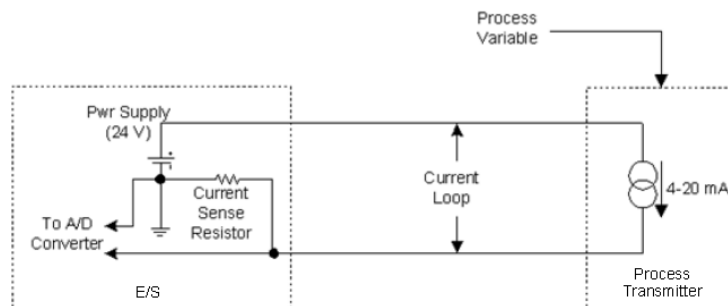 Process
Variable
Pwr Supply
(24 V)
Current
Sense
Resistor
To A/D
Converter
Current
Loop
4-20 mA
E/S
Process
Transmitter